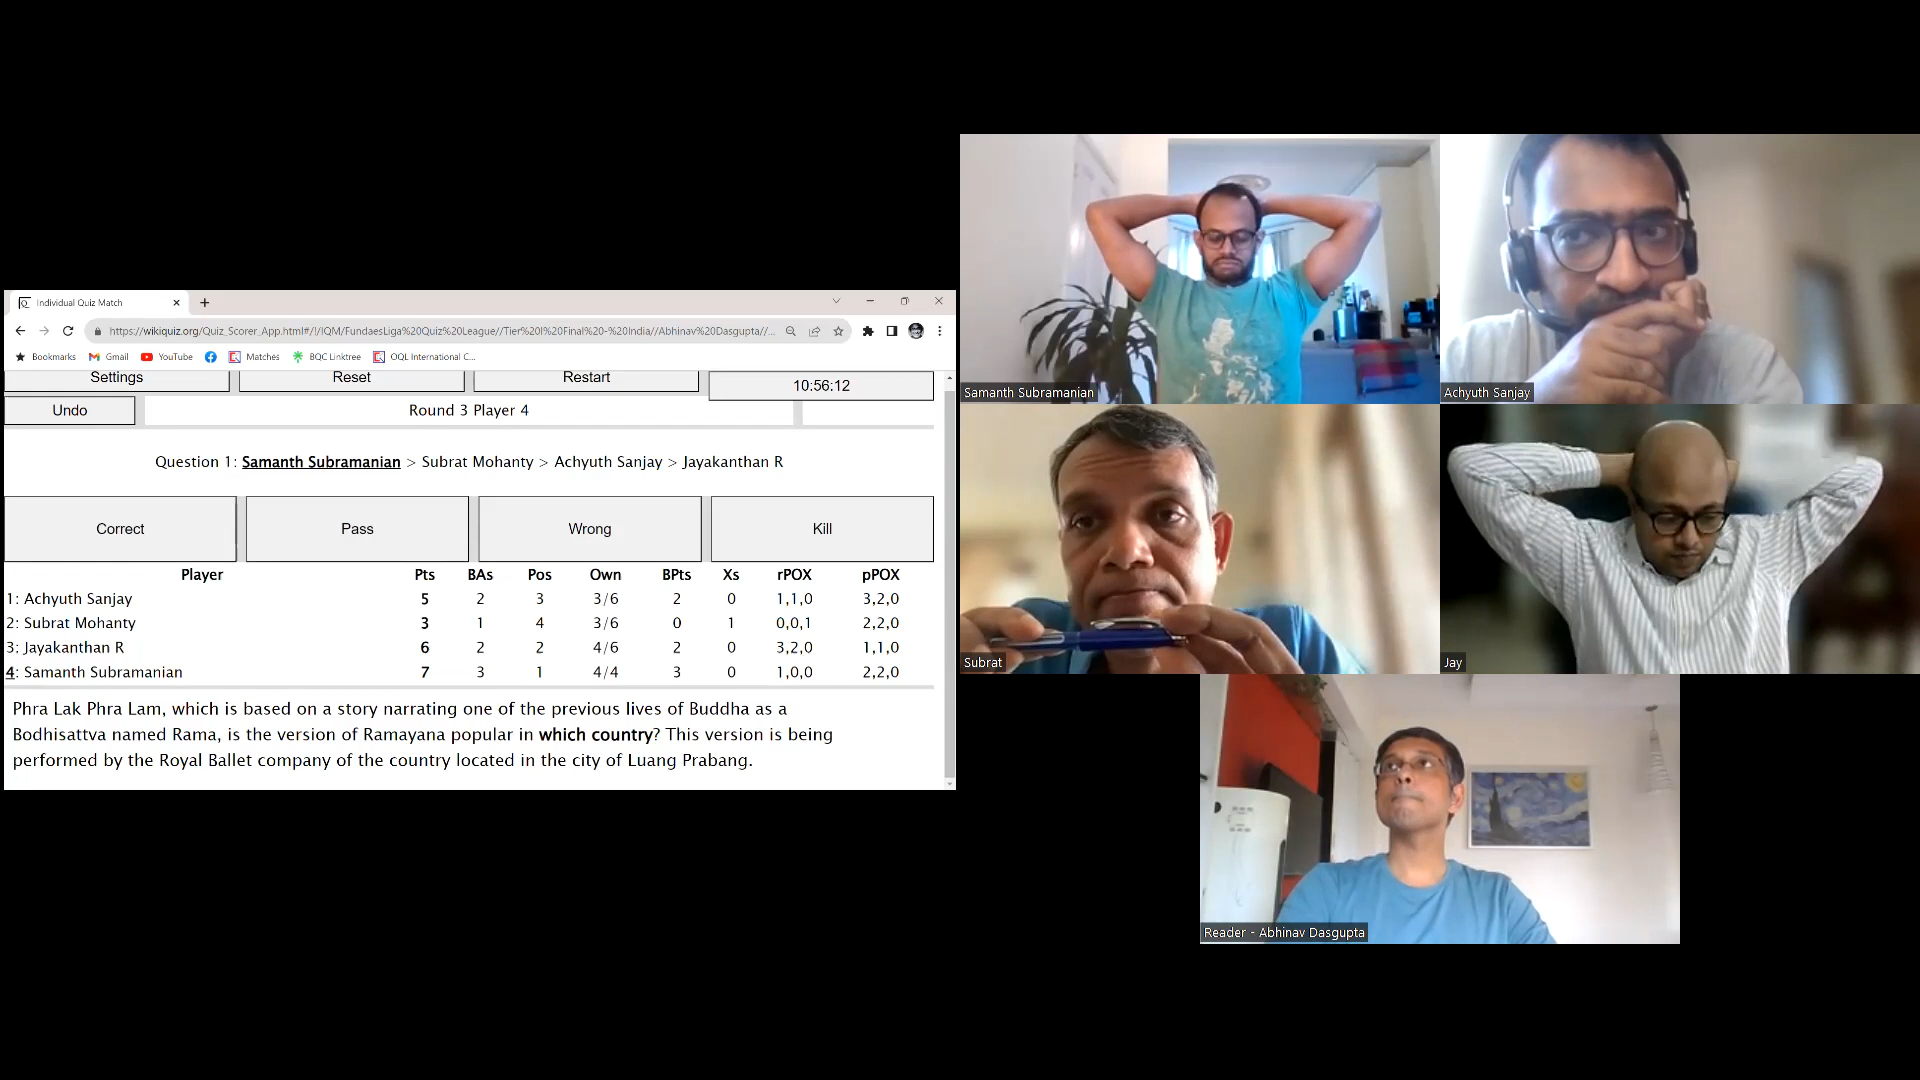 Individual Quiz Match
https://wikiquiz.org/Quiz_Scorer_App.html#/!/IQM/FundaesLiga%20Quiz%20League//Tier%20I%20Final%20-%20India//Abhinav%20Dasgupta//...
Bookmarks Gmail YouTube Matches BQC Linktree OQL International C...
Settings Reset Restart 10:56:12
Undo Round 3 Player 4
Question 1: Samanth Subramanian > Subrat Mohanty > Achyuth Sanjay > Jayakanthan R
Correct Pass Wrong Kill
Player Pts BAs Pos Own BPts Xs rPOX pPOX
1: Achyuth Sanjay 5 2 3 3/6 2 0 1,1,0 3,2,0
2: Subrat Mohanty 3 1 4 3/6 0 1 0,0,1 2,2,0
3: Jayakanthan R 6 2 2 4/6 2 0 3,2,0 1,1,0
4: Samanth Subramanian 7 3 1 4/4 3 0 1,0,0 2,2,0
Phra Lak Phra Lam, which is based on a story narrating one of the previous lives of Buddha as a
Bodhisattva named Rama, is the version of Ramayana popular in which country? This version is being
performed by the Royal Ballet company of the country located in the city of Luang Prabang.
Samanth Subramanian
Achyuth Sanjay
Subrat
Jay
Reader - Abhinav Dasgupta